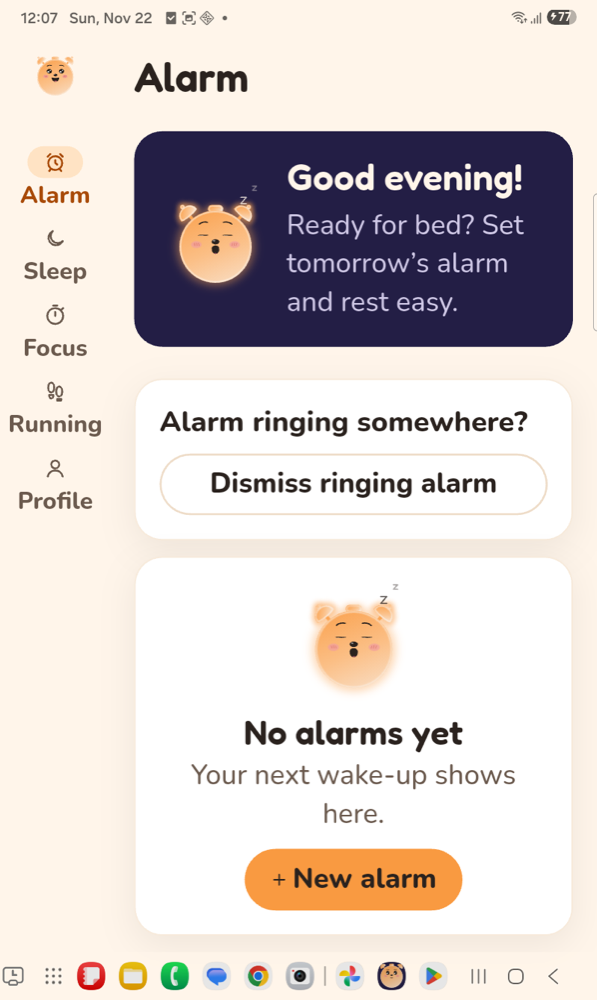 12:07 Sun, Nov 22
77
Alarm
Alarm
Sleep
Focus
Running
Profile
z
z
Good evening!
Ready for bed? Set
tomorrow’s alarm
and rest easy.
Alarm ringing somewhere?
Dismiss ringing alarm
z
z
No alarms yet
Your next wake-up shows
here.
+ New alarm